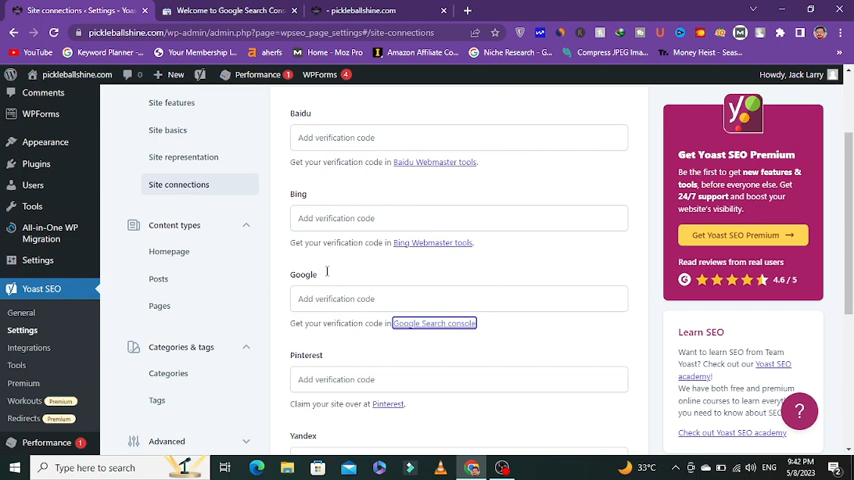 Site connections ‹ Settings - Yo
Welcome to Google Search Cons
- pickleballshine.com
pickleballshine.com/wp-admin/admin.php?page=wpseo_page_settings#/site-connections
YouTube
Keyword Planner -...
Your Membership l...
aherfs
Home - Moz Pro
Amazon Affiliate Co...
Niche Research - G...
Compress JPEG Ima...
Money Heist - Seas...
pickleballshine.com
0
New
Performance 1
WPForms 4
Howdy, Jack Larry
Comments
WPForms
Appearance
Plugins
Users
Tools
All-in-One WP
Migration
Settings
Yoast SEO
General
Settings
Integrations
Tools
Premium
Workouts Premium
Redirects Premium
Performance 1
Site features
Site basics
Site representation
Site connections
Content types
Homepage
Posts
Pages
Categories & tags
Categories
Tags
Advanced
Baidu
Add verification code
Get your verification code in Baidu Webmaster tools.
Bing
Add verification code
Get your verification code in Bing Webmaster tools.
Google
Add verification code
Get your verification code in Google Search console
Pinterest
Add verification code
Claim your site over at Pinterest.
Yandex
Get Yoast SEO Premium
Be the first to get new features &
tools, before everyone else. Get
24/7 support and boost your
website's visibility.
Get Yoast SEO Premium →
Read reviews from real users
4.6 / 5
Learn SEO
Want to learn SEO from Team
Yoast? Check out our Yoast SEO
academy!
We have both free and premium
online courses to learn everything
you need to know about SEO.
Check out Yoast SEO academy
?
Type here to search
33°C
ENG
9:42 PM
5/8/2023
2